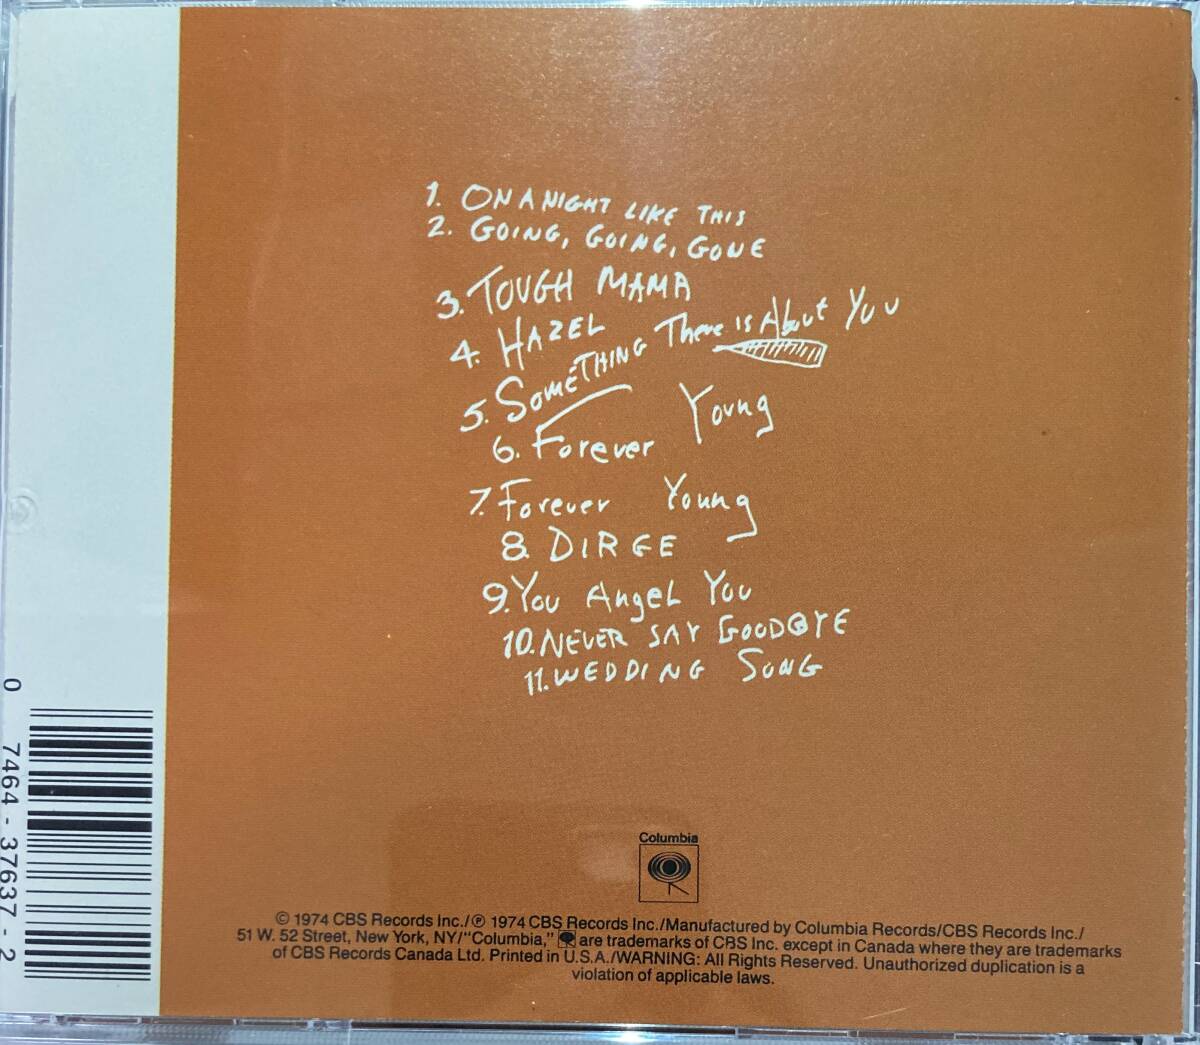 1. ON A NIGHT LIKE THIS
2. GOING, GOING, GONE
3. TOUGH MAMA
4. HAZEL
5. SOMETHING There is About You
6. Forever Young
7. Forever Young
8. DIRGE
9. You Angel You
10. NEVER SAY GOODBYE
11. WEDDING SONG
0 7464-37637-2
Columbia
© 1974 CBS Records Inc./℗ 1974 CBS Records Inc./Manufactured by Columbia Records/CBS Records Inc./
51 W. 52 Street, New York, NY/“Columbia,” are trademarks of CBS Inc. except in Canada where they are trademarks
of CBS Records Canada Ltd. Printed in U.S.A./WARNING: All Rights Reserved. Unauthorized duplication is a
violation of applicable laws.